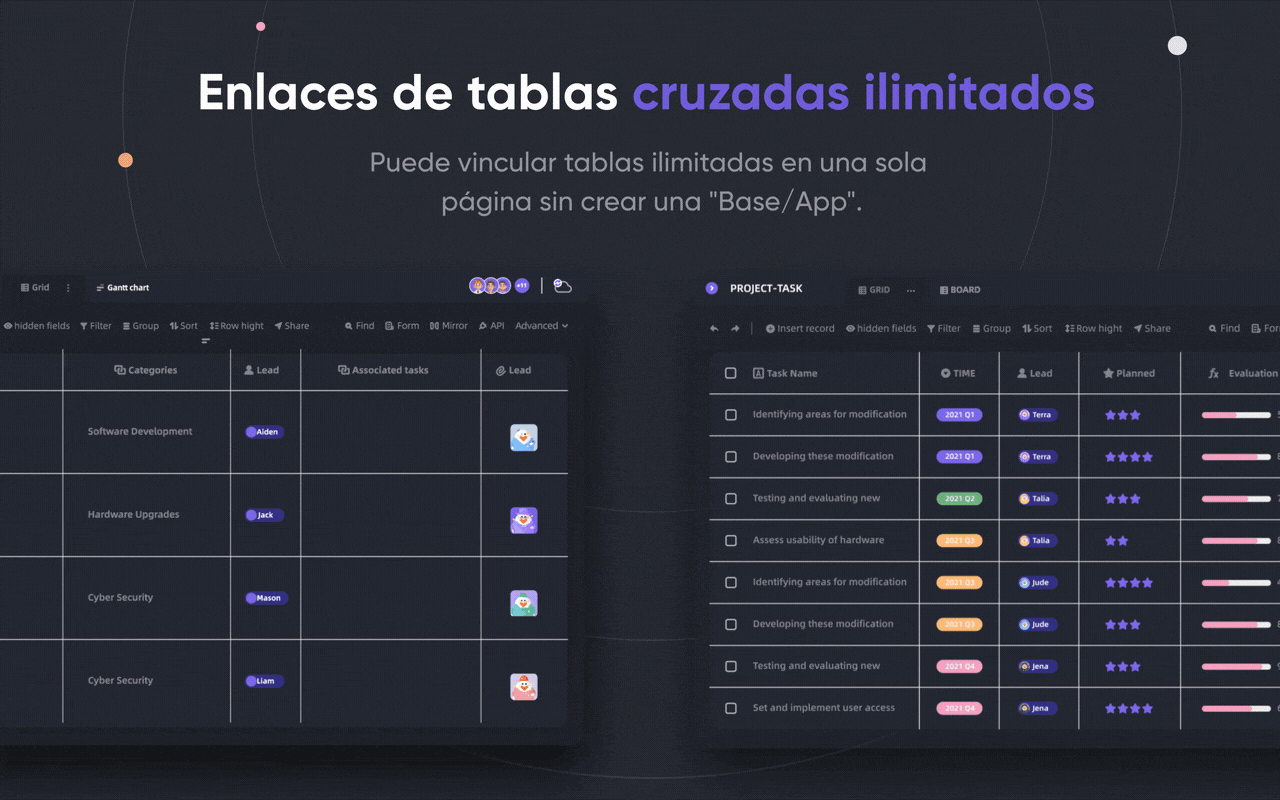 Enlaces de tablas cruzadas ilimitados
Puede vincular tablas ilimitadas en una sola
página sin crear una "Base/App".
Grid
Gantt chart
+11
hidden fields Filter Group Sort Row hight Share Find Form Mirror API Advanced
Categories Lead Associated tasks Lead
Software Development Aiden
Hardware Upgrades Jack
Cyber Security Mason
Cyber Security Liam
PROJECT-TASK GRID ... BOARD
Insert record hidden fields Filter Group Sort Row hight Share Find
Task Name TIME Lead Planned fx Evaluation
Identifying areas for modification 2021 Q1 Terra
Developing these modification 2021 Q1 Terra
Testing and evaluating new 2021 Q2 Talia
Assess usability of hardware 2021 Q3 Talia
Identifying areas for modification 2021 Q3 Jude
Developing these modification 2021 Q3 Jude
Testing and evaluating new 2021 Q4 Jena
Set and implement user access 2021 Q4 Jena